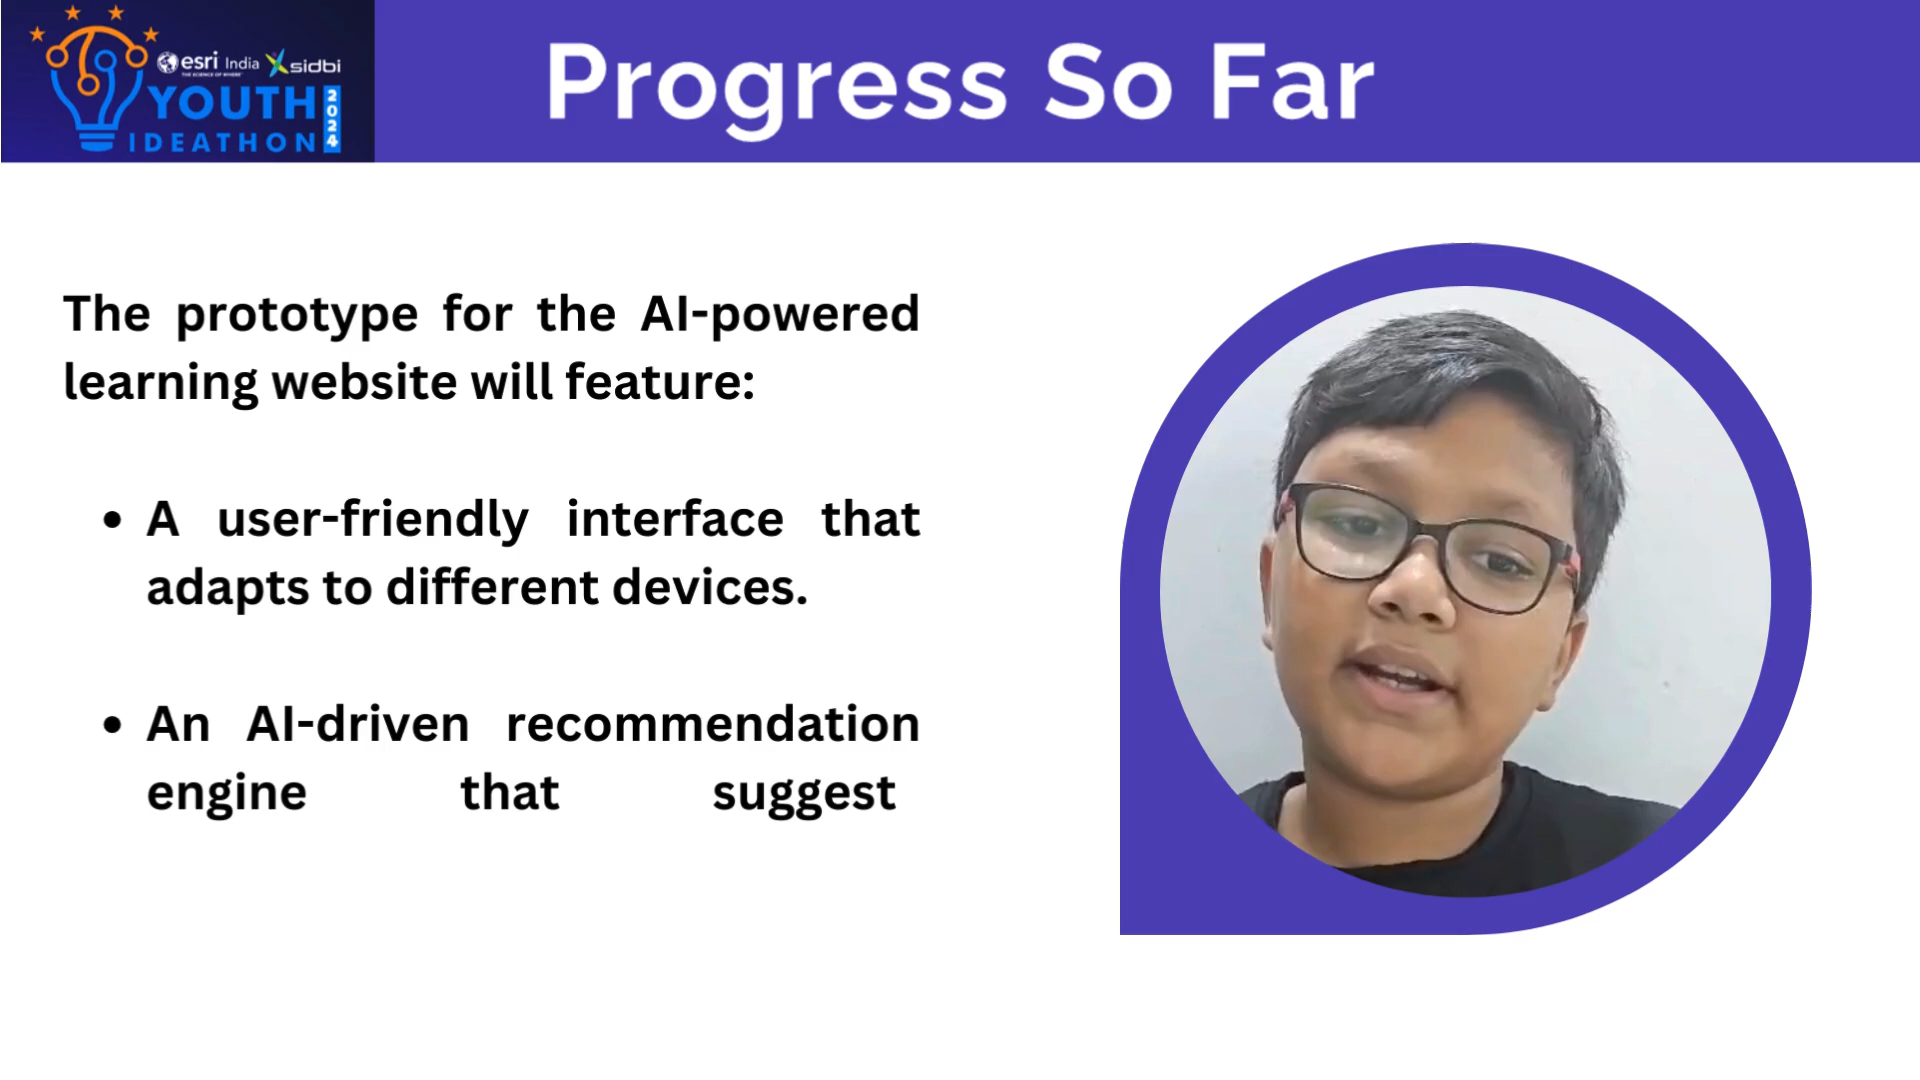 esri India sidbi
THE SCIENCE OF WHERE
YOUTH
IDEATHON
2024
Progress So Far
The prototype for the AI-powered
learning website will feature:
• A user-friendly interface that
adapts to different devices.
• An AI-driven recommendation
engine that suggest